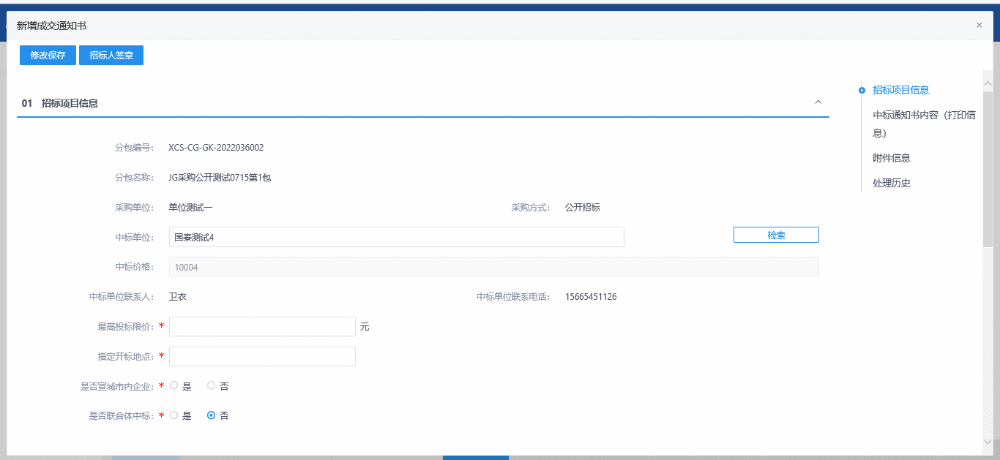 新增成交通知书
×
修改保存 招标人签章
01 招标项目信息
分包编号： XCS-CG-GK-2022036002
分包名称： JG采购公开测试0715第1包
采购单位： 单位测试一 采购方式： 公开招标
中标单位： 国泰测试4 检索
中标价格： 10004
中标单位联系人： 卫衣 中标单位联系电话： 15665451126
最高投标限价： * 元
指定开标地点： *
是否宣城市内企业： * 是 否
是否联合体中标： * 是 否
招标项目信息
中标通知书内容（打印信
息）
附件信息
处理历史